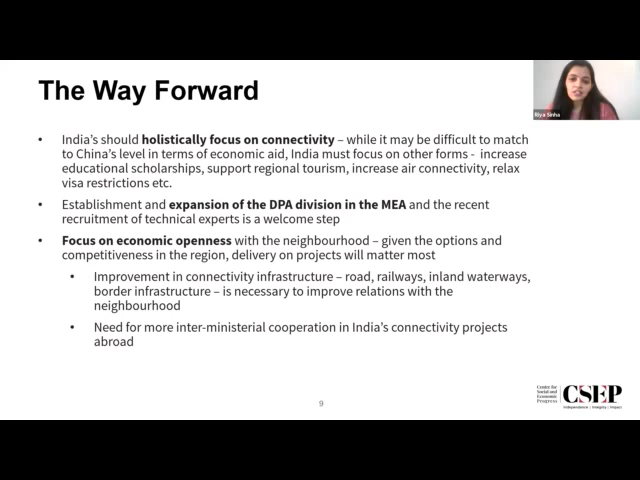 The Way Forward
Riya Sinha
• India's should holistically focus on connectivity – while it may be difficult to match
to China's level in terms of economic aid, India must focus on other forms - increase
educational scholarships, support regional tourism, increase air connectivity, relax
visa restrictions etc.
• Establishment and expansion of the DPA division in the MEA and the recent
recruitment of technical experts is a welcome step
• Focus on economic openness with the neighbourhood – given the options and
competitiveness in the region, delivery on projects will matter most
• Improvement in connectivity infrastructure – road, railways, inland waterways,
border infrastructure – is necessary to improve relations with the
neighbourhood
• Need for more inter-ministerial cooperation in India's connectivity projects
abroad
9
Centre for
Social and
Economic
Progress
CSEP
Independence | Integrity | Impact